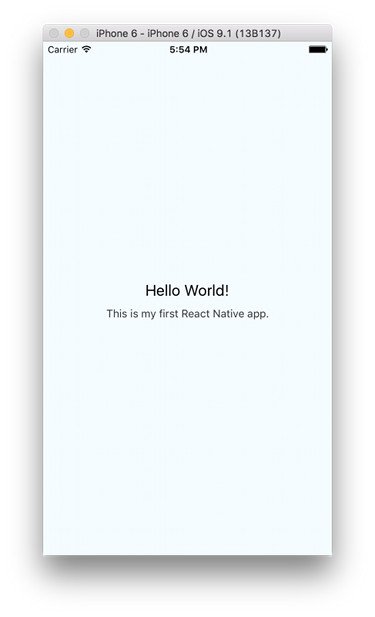 iPhone 6 - iPhone 6 / iOS 9.1 (13B137)
Carrier 5:54 PM
Hello World!
This is my first React Native app.